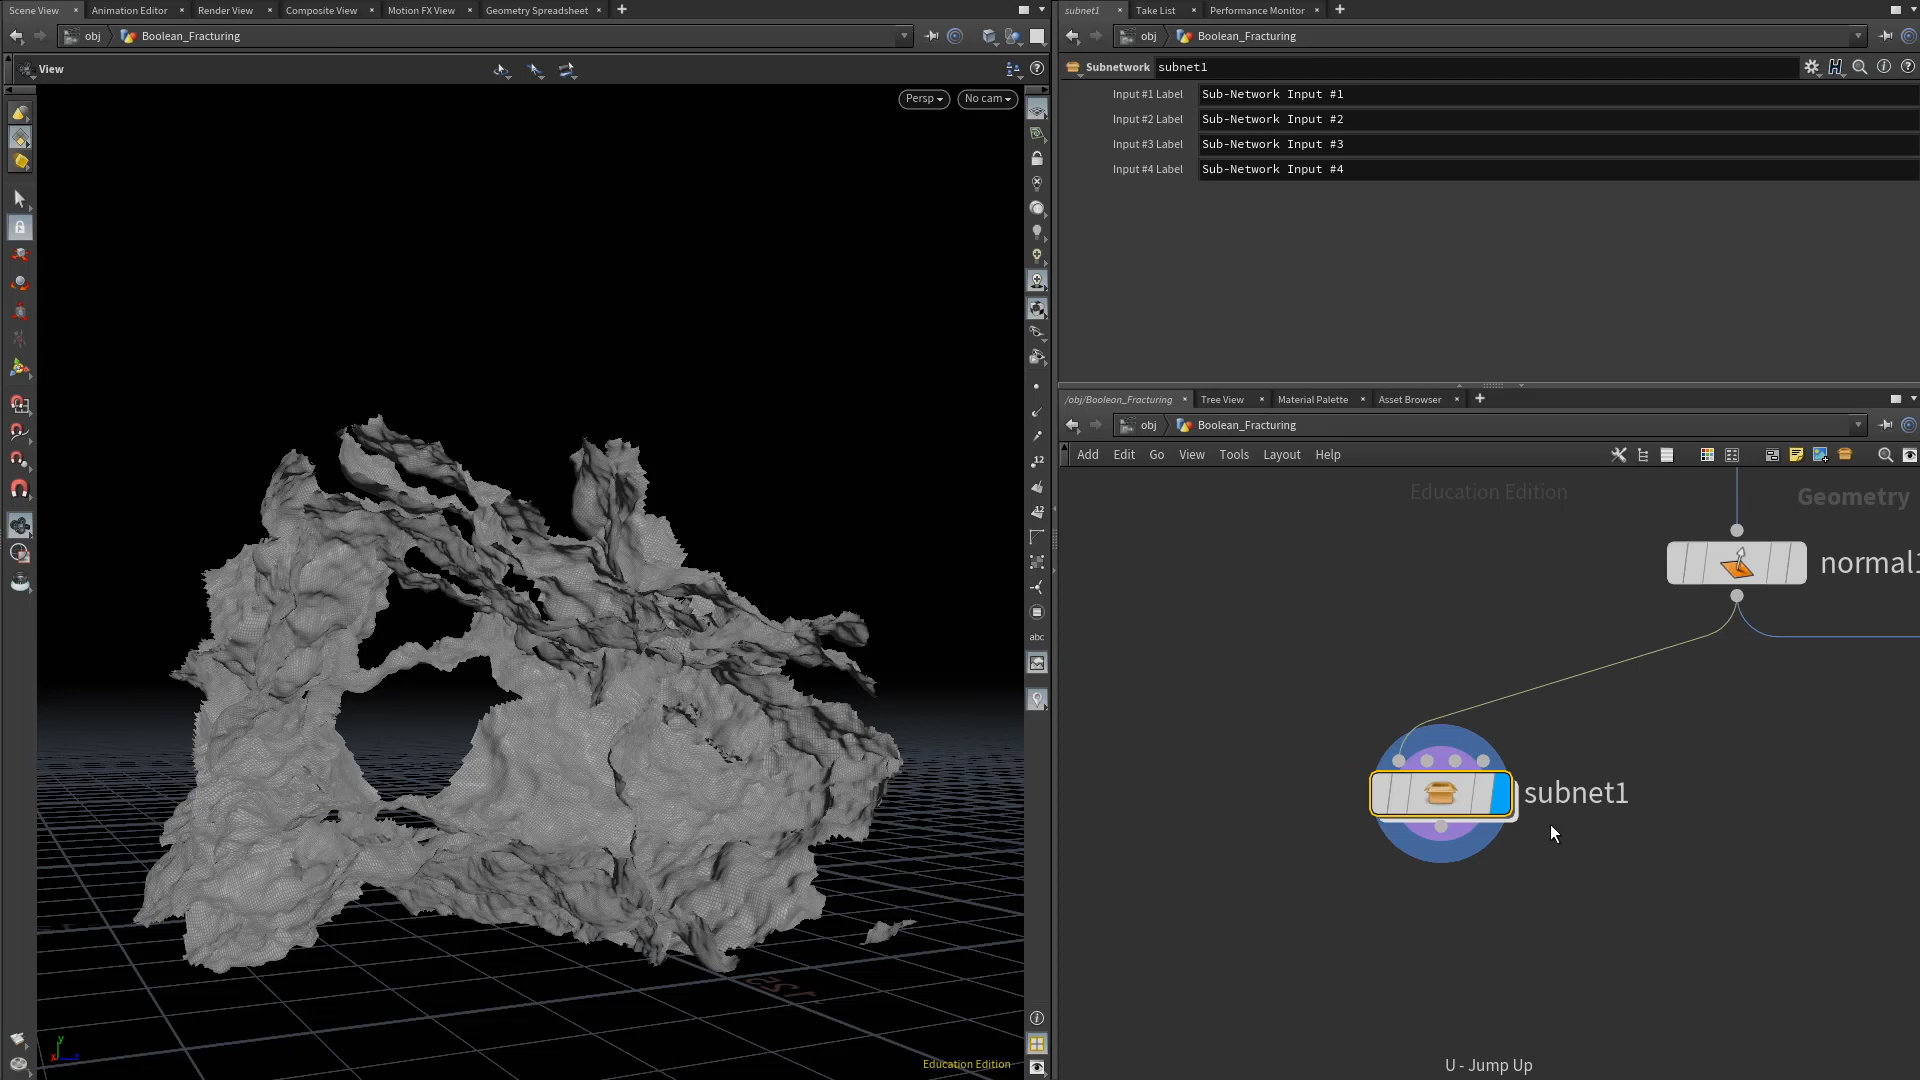 Scene View
Animation Editor
Render View
Composite View
Motion FX View
Geometry Spreadsheet
obj
Boolean_Fracturing
View
Persp
No cam
12
12
abc
y
x
z
Education Edition
subnet1
Take List
Performance Monitor
obj
Boolean_Fracturing
Subnetwork
subnet1
Input #1 Label
Sub-Network Input #1
Input #2 Label
Sub-Network Input #2
Input #3 Label
Sub-Network Input #3
Input #4 Label
Sub-Network Input #4
/obj/Boolean_Fracturing
Tree View
Material Palette
Asset Browser
obj
Boolean_Fracturing
Add
Edit
Go
View
Layout
Tools
Help
Education Edition
Geometry
normal1
subnet1
U - Jump Up